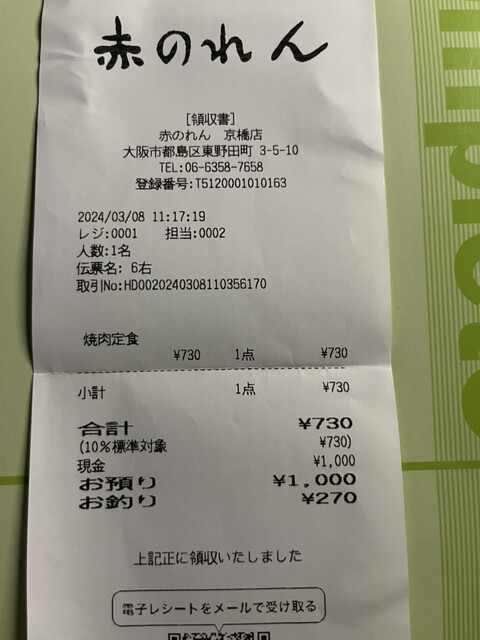 赤のれん
[領収書]
赤のれん 京橋店
大阪市都島区東野田町 3-5-10
TEL:06-6358-7658
登録番号:T5120001010163
2024/03/08 11:17:19
レジ:0001 担当:0002
人数:1名
伝票名: 6右
取引No:HD0020240308110356170
焼肉定食
¥730 1点 ¥730
小計 1点 ¥730
合計 ¥730
(10%標準対象 ¥730)
現金 ¥1,000
お預り ¥1,000
お釣り ¥270
上記正に領収いたしました
電子レシートをメールで受け取る